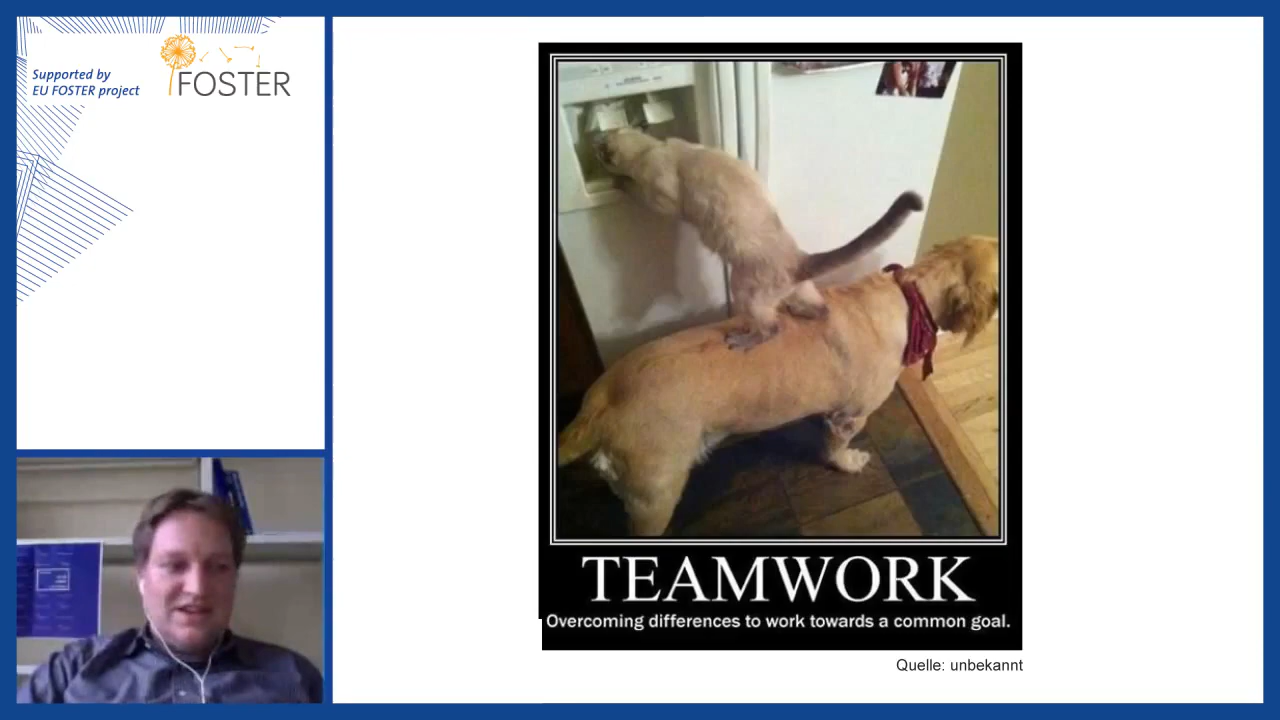 Supported by
EU FOSTER project
FOSTER
TEAMWORK
Overcoming differences to work towards a common goal.
Quelle: unbekannt